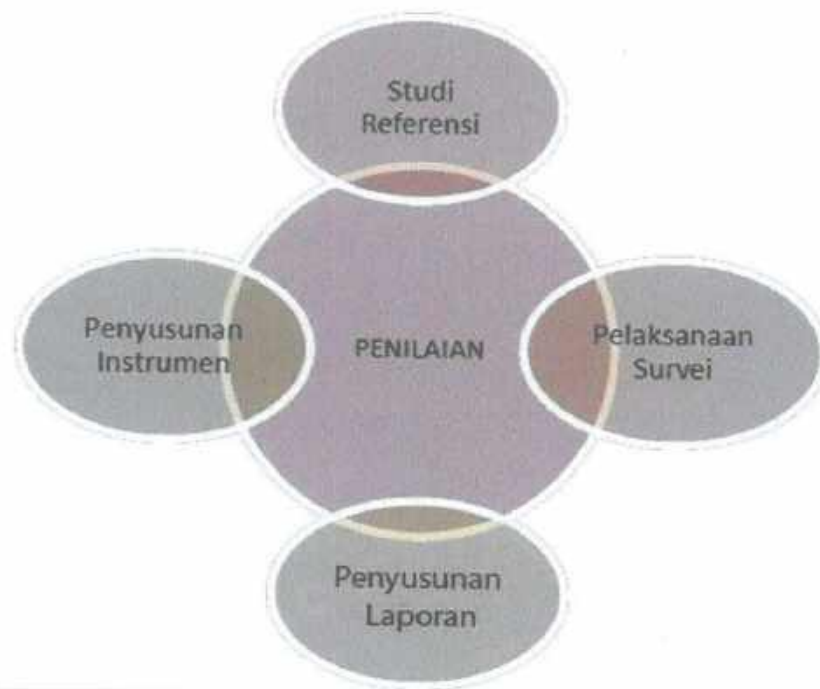 Studi
Referensi
Penyusunan
Instrumen
PENILAIAN
Pelaksanaan
Survei
Penyusunan
Laporan